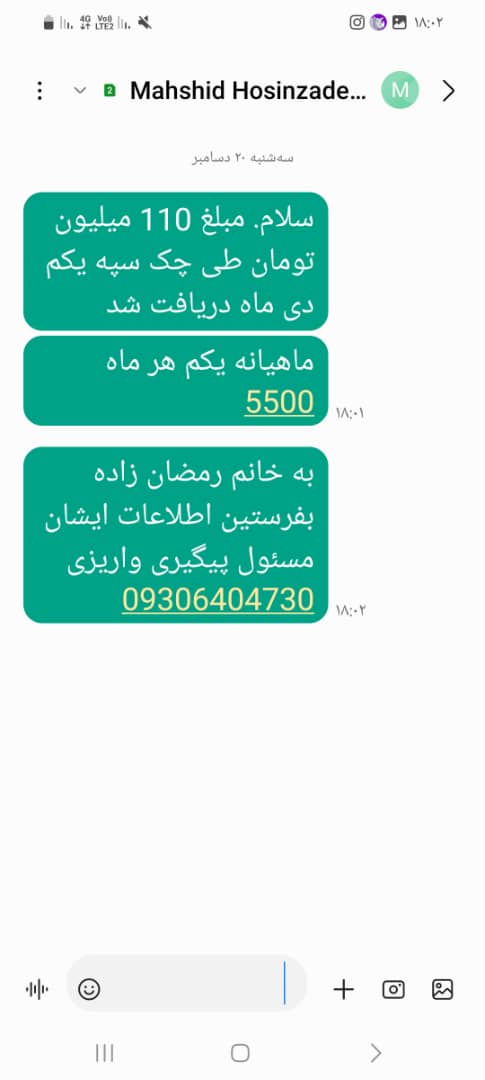 ۱۸:۰۲
4G
Vo))
LTE2
Mahshid Hosinzade...
M
2
سه‌شنبه ۲۰ دسامبر
سلام. مبلغ 110 میلیون
تومان طی چک سپه یکم
دی ماه دریافت شد
ماهیانه یکم هر ماه
5500
۱۸:۰۱
به خانم رمضان زاده
بفرستین اطلاعات ایشان
مسئول پیگیری واریزی
09306404730
۱۸:۰۲